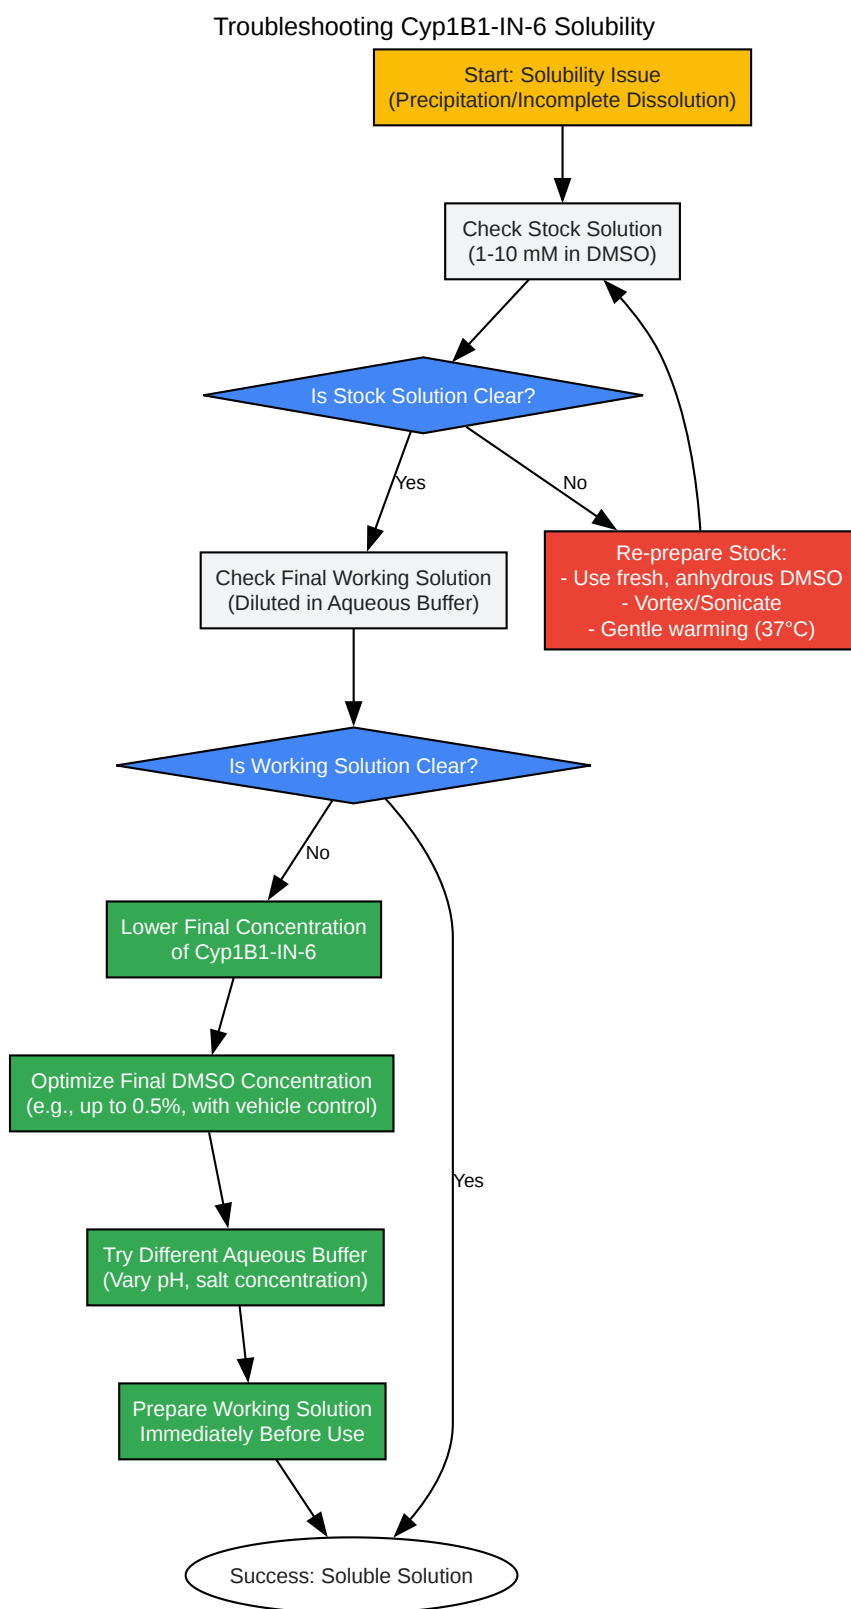 Troubleshooting Cyp1B1-IN-6 Solubility
Start: Solubility Issue
(Precipitation/Incomplete Dissolution)
Check Stock Solution
(1-10 mM in DMSO)
Is Stock Solution Clear?
Yes
No
Check Final Working Solution
(Diluted in Aqueous Buffer)
Re-prepare Stock:
- Use fresh, anhydrous DMSO
- Vortex/Sonicate
- Gentle warming (37°C)
Is Working Solution Clear?
No
Lower Final Concentration
of Cyp1B1-IN-6
Optimize Final DMSO Concentration
(e.g., up to 0.5%, with vehicle control)
Yes
Try Different Aqueous Buffer
(Vary pH, salt concentration)
Prepare Working Solution
Immediately Before Use
Success: Soluble Solution